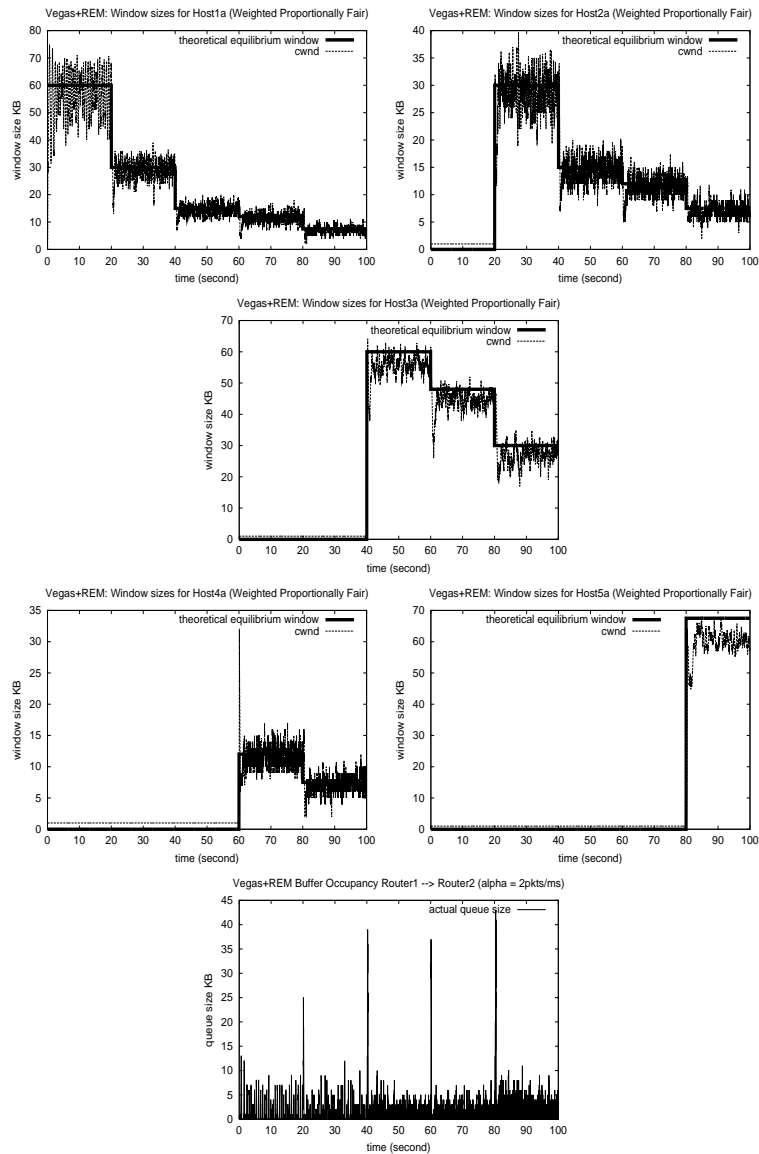 Vegas+REM: Window sizes for Host1a (Weighted Proportionally Fair)
theoretical equilibrium window
cwnd
window size KB
80
70
60
50
40
30
20
10
0
0 10 20 30 40 50 60 70 80 90 100
time (second)
Vegas+REM: Window sizes for Host2a (Weighted Proportionally Fair)
theoretical equilibrium window
cwnd
window size KB
40
35
30
25
20
15
10
5
0
0 10 20 30 40 50 60 70 80 90 100
time (second)
Vegas+REM: Window sizes for Host3a (Weighted Proportionally Fair)
theoretical equilibrium window
cwnd
window size KB
70
60
50
40
30
20
10
0
0 10 20 30 40 50 60 70 80 90 100
time (second)
Vegas+REM: Window sizes for Host4a (Weighted Proportionally Fair)
theoretical equilibrium window
cwnd
window size KB
35
30
25
20
15
10
5
0
0 10 20 30 40 50 60 70 80 90 100
time (second)
Vegas+REM: Window sizes for Host5a (Weighted Proportionally Fair)
theoretical equilibrium window
cwnd
window size KB
70
60
50
40
30
20
10
0
0 10 20 30 40 50 60 70 80 90 100
time (second)
Vegas+REM Buffer Occupancy Router1 --> Router2 (alpha = 2pkts/ms)
actual queue size
queue size KB
45
40
35
30
25
20
15
10
5
0
0 10 20 30 40 50 60 70 80 90 100
time (second)